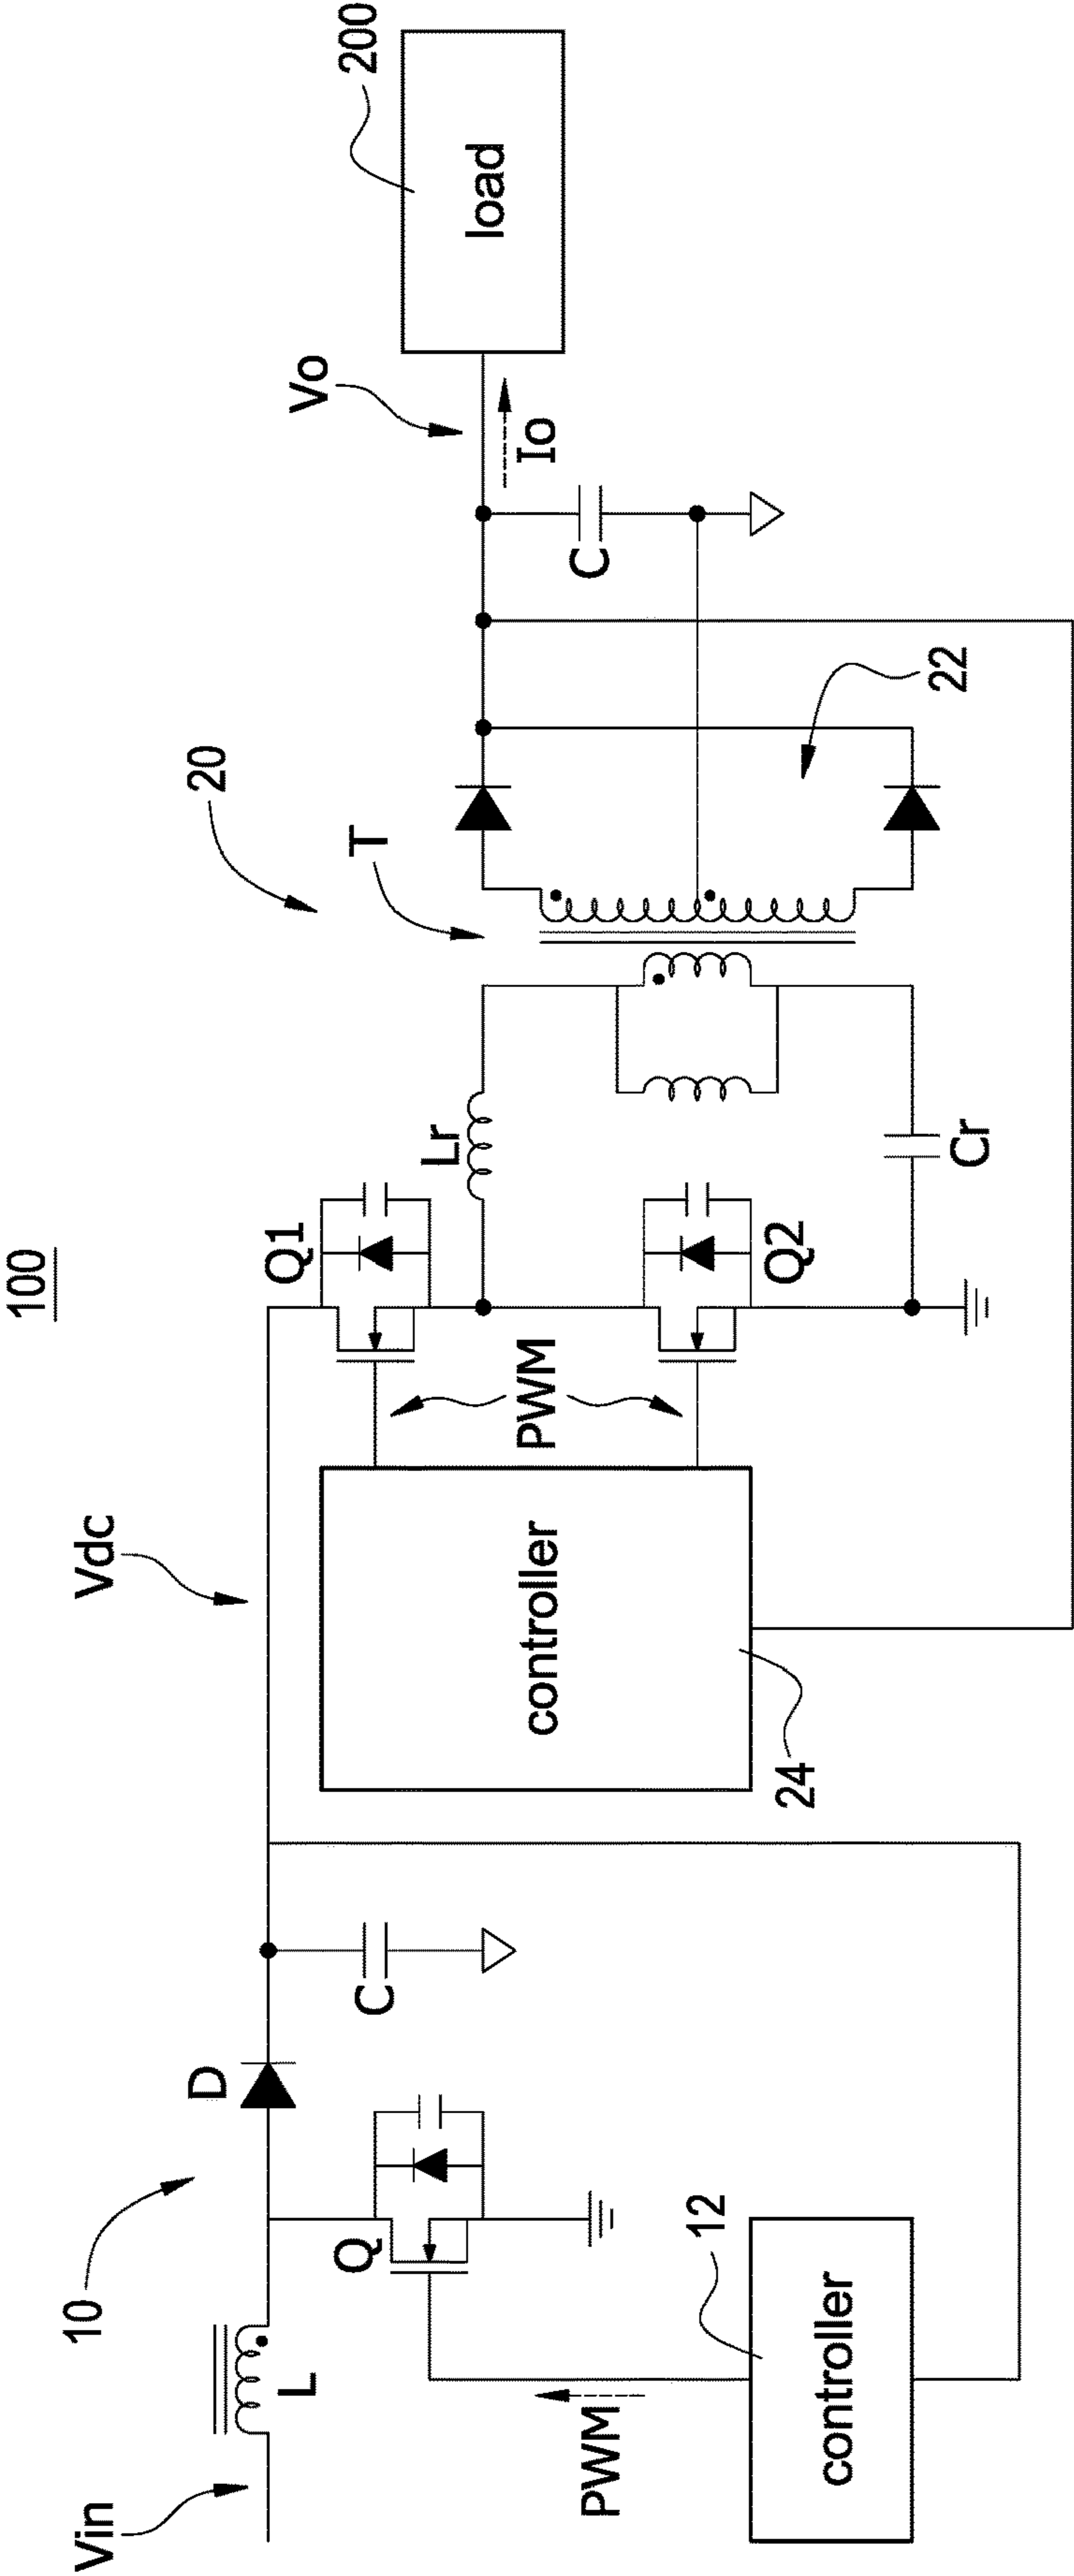 100
Vin
10
L
D
Q
C
PWM
12
controller
Vdc
24
controller
PWM
Q1
Q2
Lr
Cr
20
T
22
C
Vo
Io
200
load